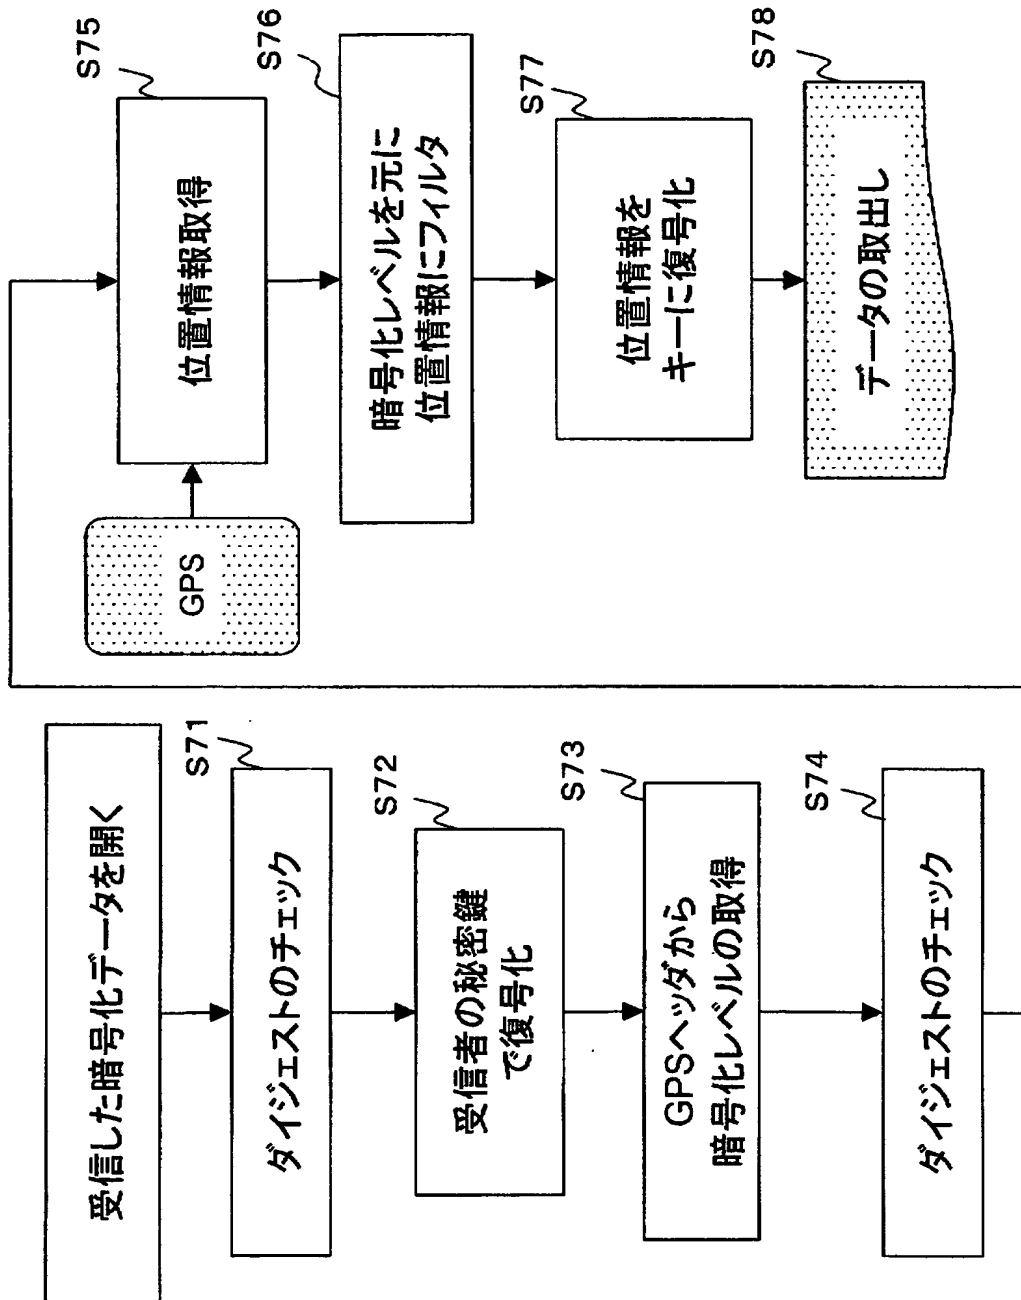 受信した暗号化データを開く
S71
ダイジェストのチェック
S72
受信者の秘密鍵
で復号化
S73
GPSヘッダから
暗号化レベルの取得
S74
ダイジェストのチェック
GPS
S75
位置情報取得
S76
暗号化レベルを元に
位置情報にフィルタ
S77
位置情報を
キーに復号化
S78
データの取出し